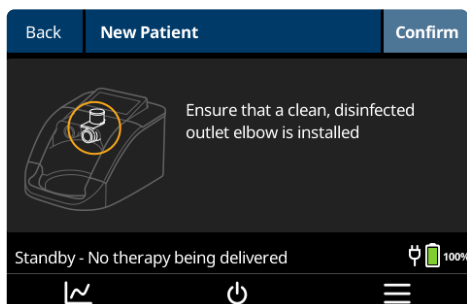 Back New Patient Confirm
Ensure that a clean, disinfected
outlet elbow is installed
Standby - No therapy being delivered 100%